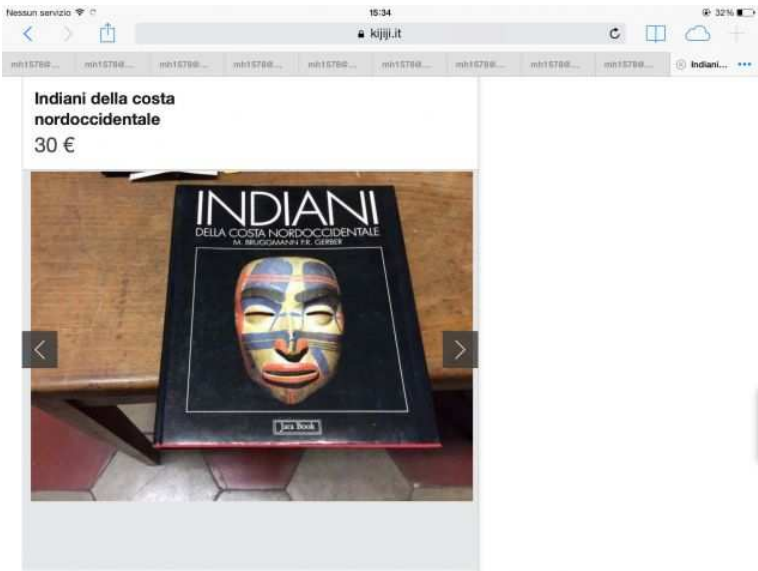 Nessun servizio
15:34
32%
kijiji.it
Indiani...
Indiani della costa
nordoccidentale
30 €
INDIANI
DELLA COSTA NORDOCCIDENTALE
M. BRUGGMANN P.R. GERBER
Jaca Book